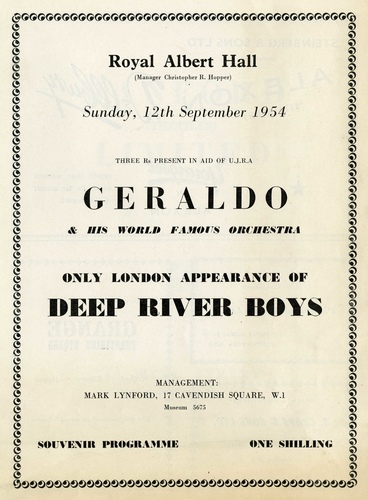 Royal Albert Hall
(Manager Christopher R. Hopper)
Sunday, 12th September 1954
THREE Rs PRESENT IN AID OF U.J.R.A
GERALDO
& HIS WORLD FAMOUS ORCHESTRA
ONLY LONDON APPEARANCE OF
DEEP RIVER BOYS
MANAGEMENT:
MARK LYNFORD, 17 CAVENDISH SQUARE, W.1
Museum 5675
SOUVENIR PROGRAMME ONE SHILLING